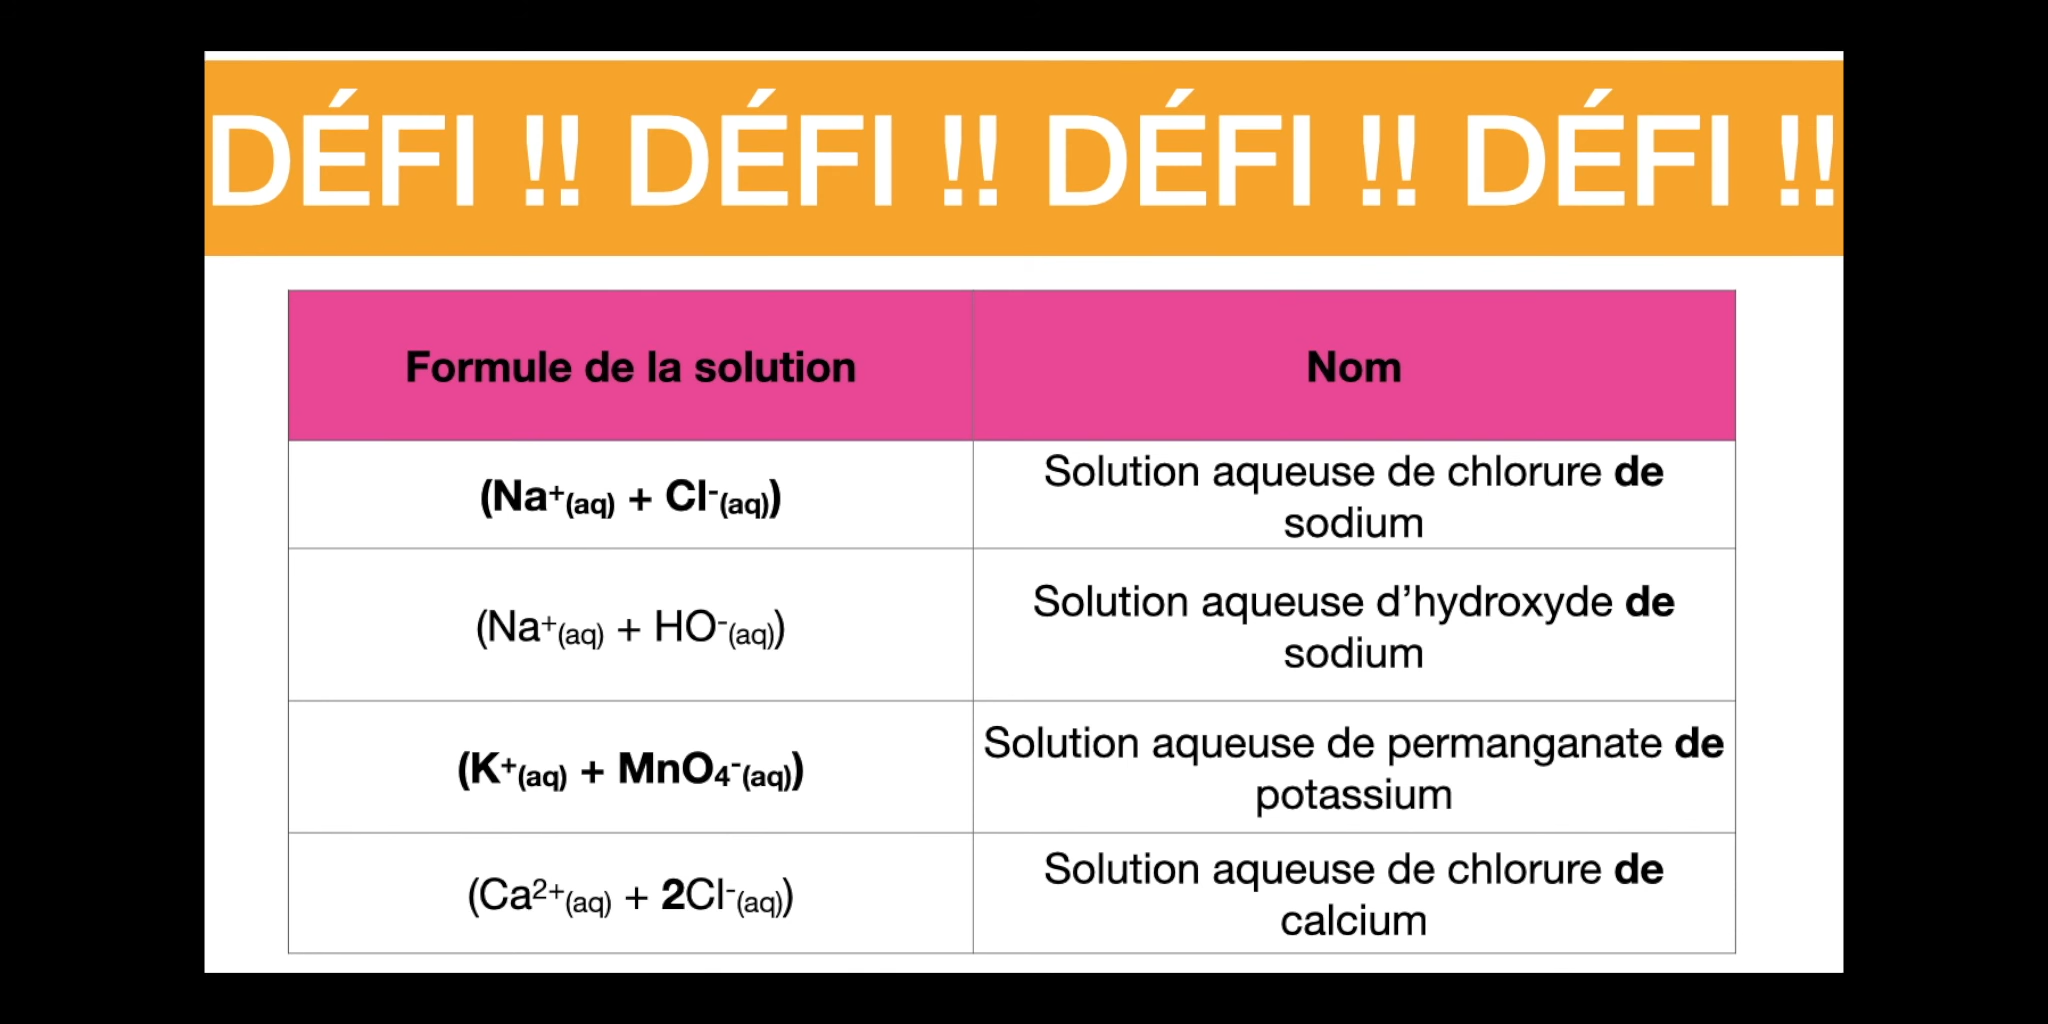 DÉFI !! DÉFI !! DÉFI !! DÉFI !!
Formule de la solution
Nom
(Na⁺(aq) + Cl⁻(aq))
Solution aqueuse de chlorure de
sodium
(Na⁺(aq) + HO⁻(aq))
Solution aqueuse d’hydroxyde de
sodium
(K⁺(aq) + MnO₄⁻(aq))
Solution aqueuse de permanganate de
potassium
(Ca²⁺(aq) + 2Cl⁻(aq))
Solution aqueuse de chlorure de
calcium